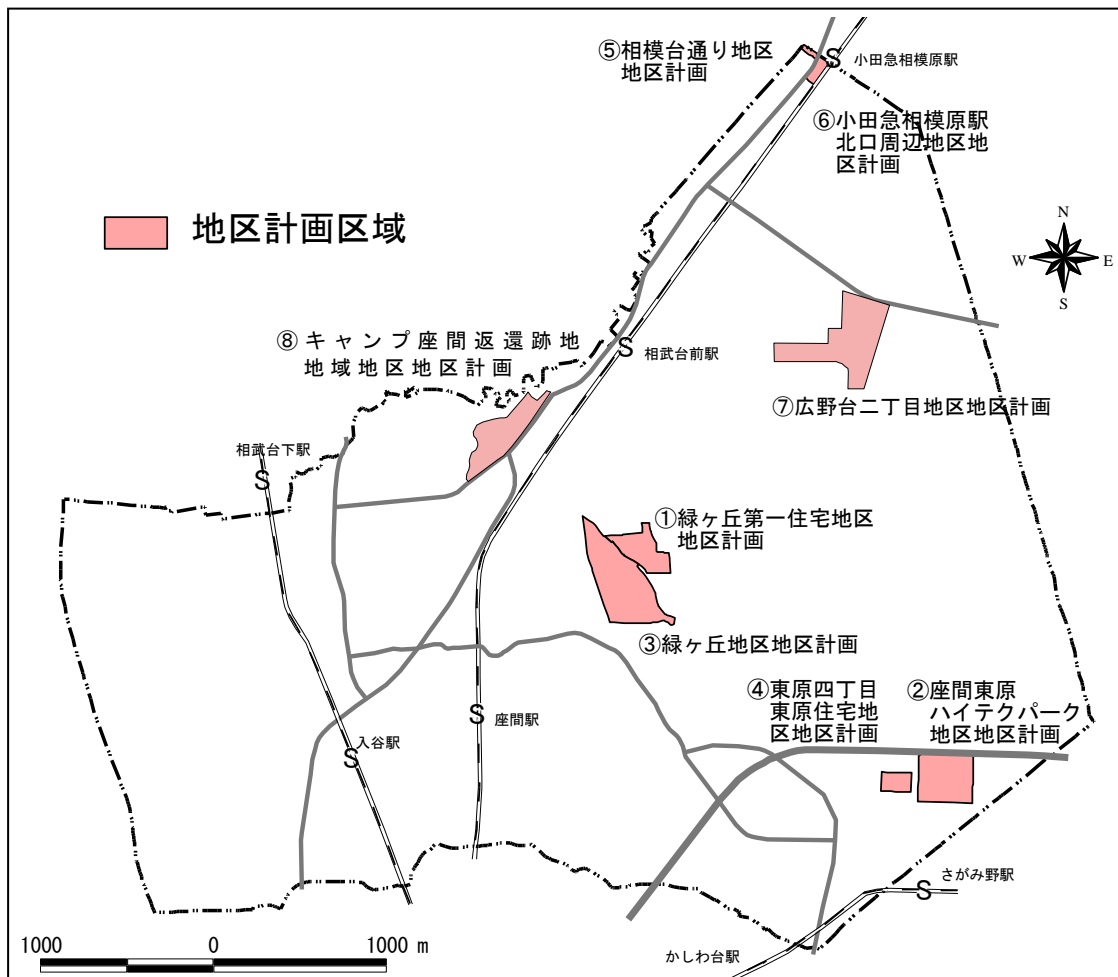 ⑤相模台通り地区
地区計画
小田急相模原駅
⑥小田急相模原駅
北口周辺地区地
区計画
地区計画区域
N
W
E
S
⑧キャンプ座間返還跡地
地域地区地区計画
S
相武台前駅
⑦広野台二丁目地区地区計画
相武台下駅
S
①緑ヶ丘第一住宅地区
地区計画
③緑ヶ丘地区地区計画
④東原四丁目
東原住宅地
区地区計画
②座間東原
ハイテクパーク
地区地区計画
S
座間駅
入谷駅
S
さがみ野駅
S
かしわ台駅
S
1000 0 1000 m